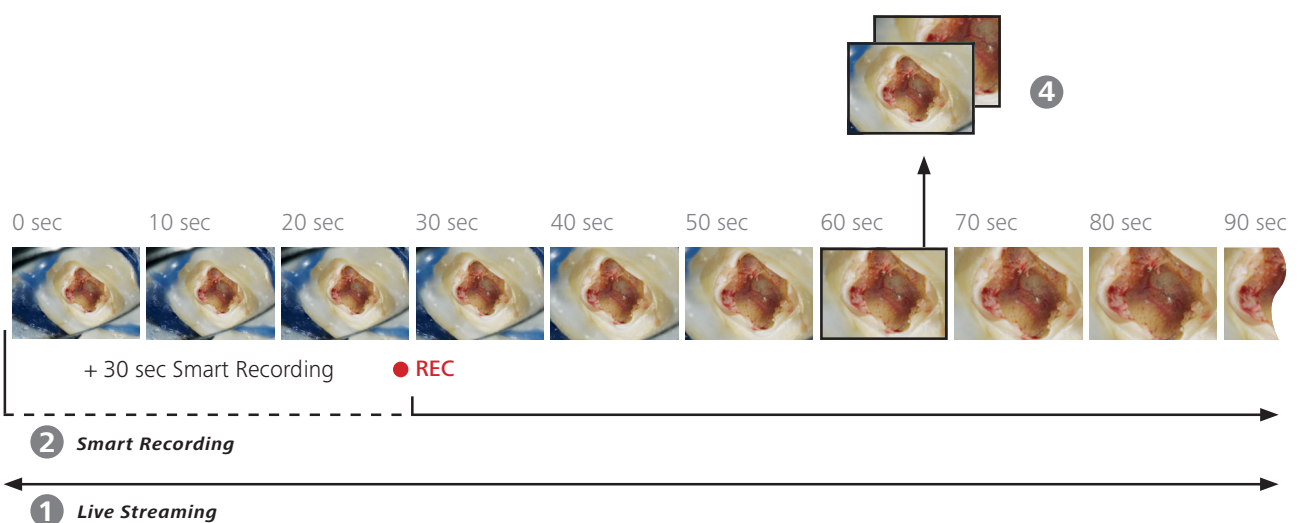 4
0 sec 10 sec 20 sec 30 sec 40 sec 50 sec 60 sec 70 sec 80 sec 90 sec
+ 30 sec Smart Recording REC
2 Smart Recording
1 Live Streaming